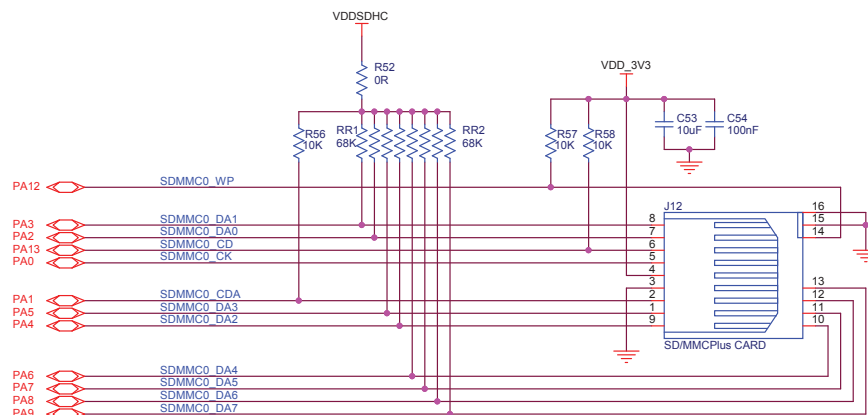 VDDSDHC
R52
0R
VDD_3V3
R56
10K
RR1
68K
RR2
68K
R57
10K
R58
10K
C53
10uF
C54
100nF
PA12 SDMMC0_WP
J12
PA3 SDMMC0_DA1 8
PA2 SDMMC0_DA0 7
PA13 SDMMC0_CD 6
PA0 SDMMC0_CK 5
4
3
PA1 SDMMC0_CDA 2
PA5 SDMMC0_DA3 1
PA4 SDMMC0_DA2 9
16
15
14
13
12
11
10
SD/MMCPlus CARD
PA6 SDMMC0_DA4
PA7 SDMMC0_DA5
PA8 SDMMC0_DA6
PA9 SDMMC0_DA7